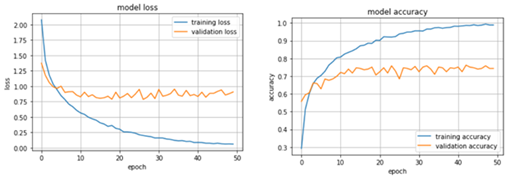 model loss
2.00
1.75
1.50
1.25
1.00
0.75
0.50
0.25
0.00
loss
training loss
validation loss
0 10 20 30 40 50
epoch
model accuracy
1.0
0.9
0.8
0.7
0.6
0.5
0.4
0.3
accuracy
training accuracy
validation accuracy
0 10 20 30 40 50
epoch